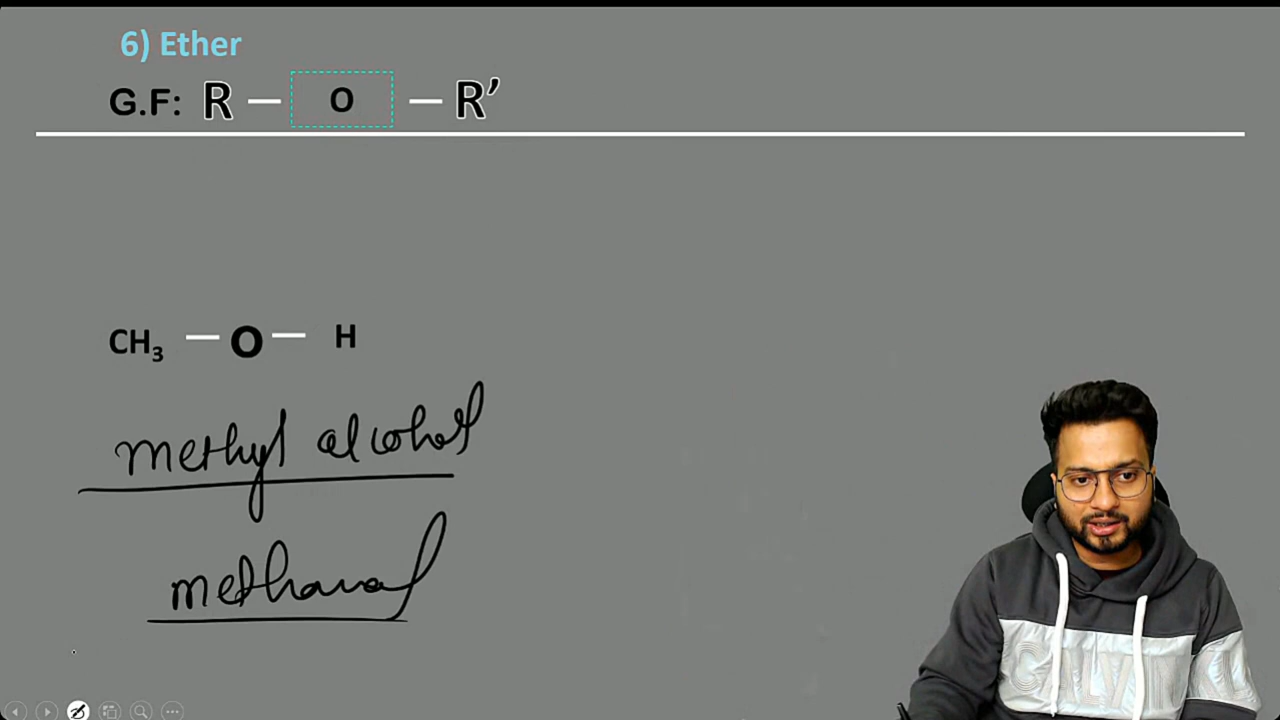 6) Ether
G.F: R — O — R’
CH₃ — O — H
methyl alcohol
methanol